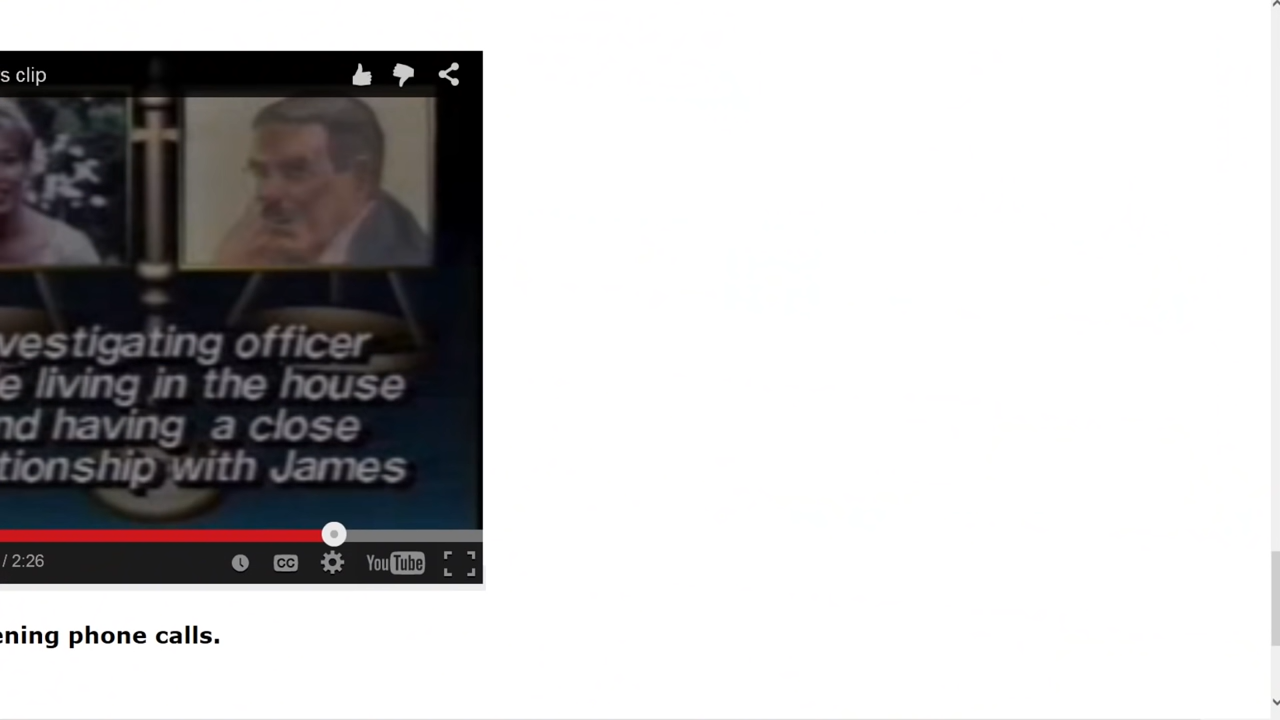 s clip
vestigating officer
e living in the house
nd having a close
tionship with James
/ 2:26
CC
YouTube
ening phone calls.